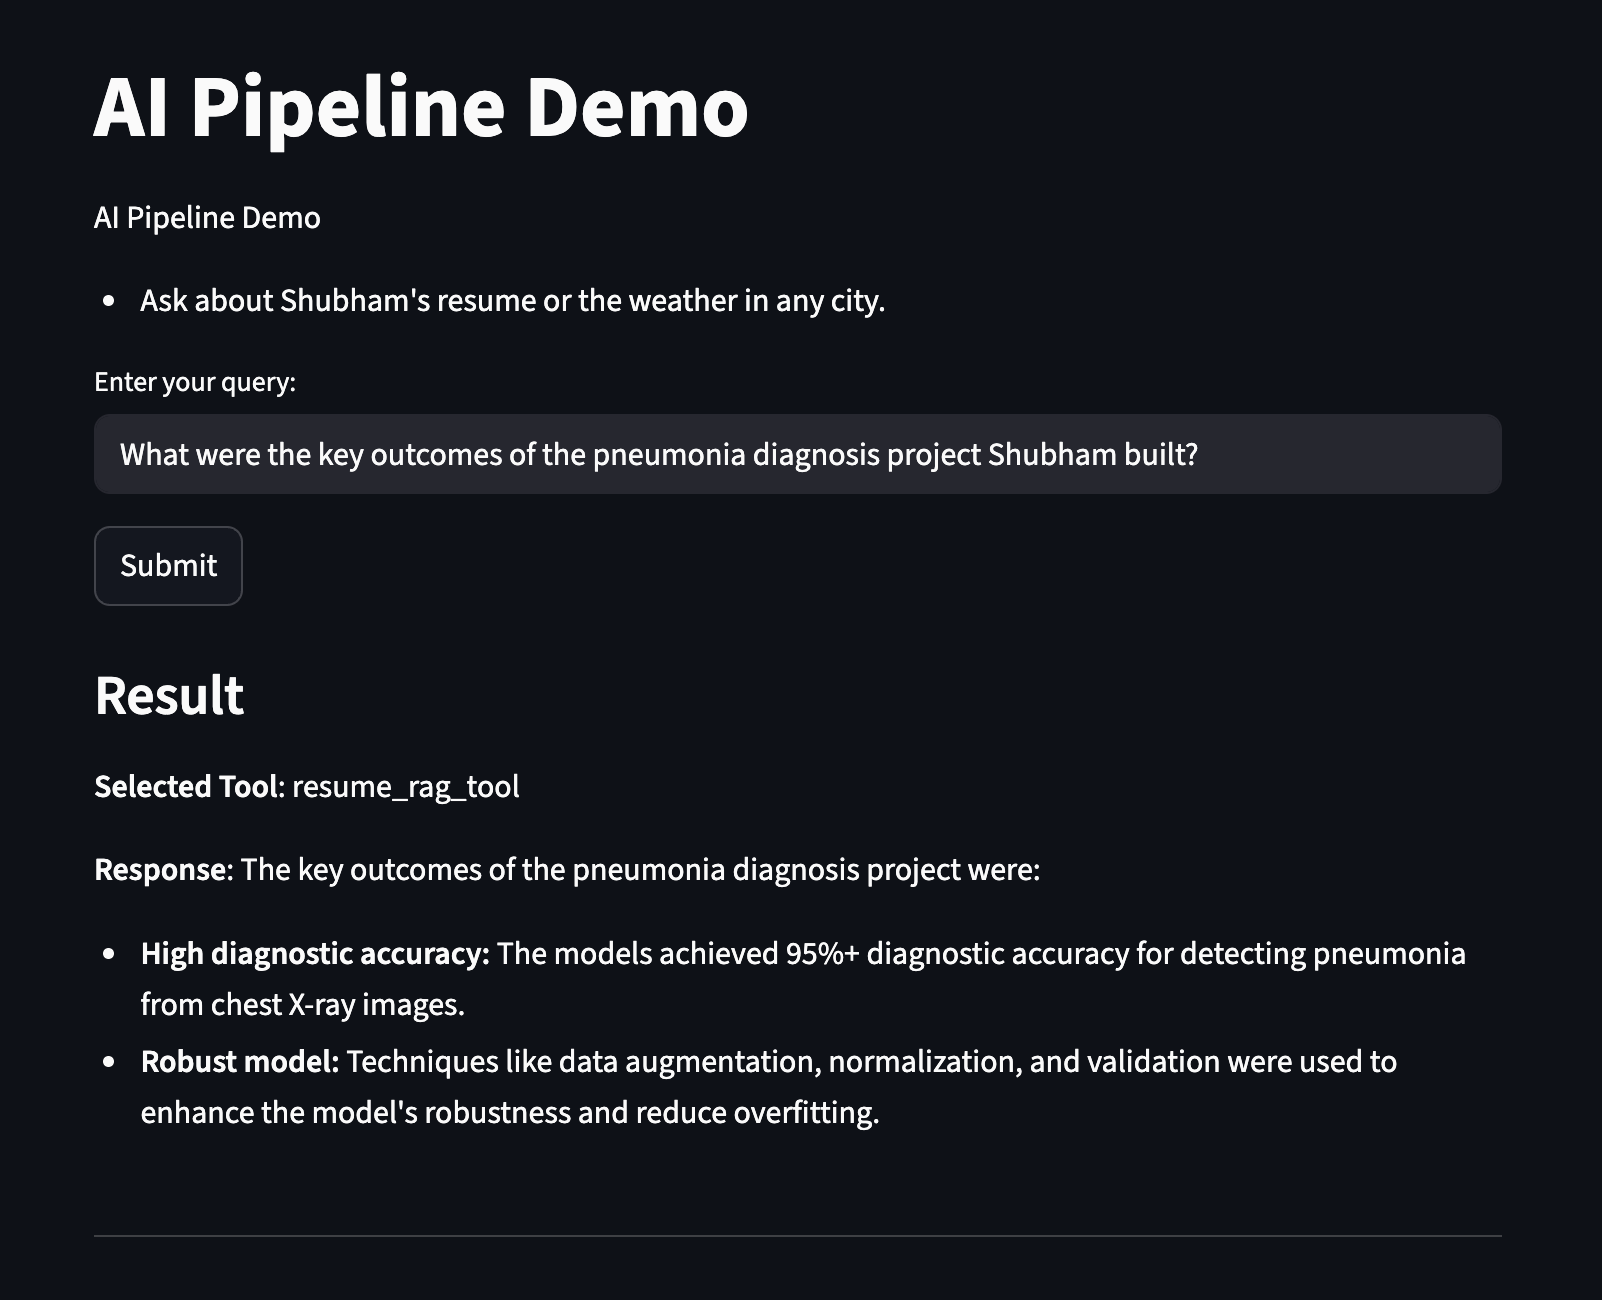 AI Pipeline Demo
AI Pipeline Demo
• Ask about Shubham's resume or the weather in any city.
Enter your query:
What were the key outcomes of the pneumonia diagnosis project Shubham built?
Submit
Result
Selected Tool: resume_rag_tool
Response: The key outcomes of the pneumonia diagnosis project were:
• High diagnostic accuracy: The models achieved 95%+ diagnostic accuracy for detecting pneumonia
from chest X-ray images.
• Robust model: Techniques like data augmentation, normalization, and validation were used to
enhance the model's robustness and reduce overfitting.